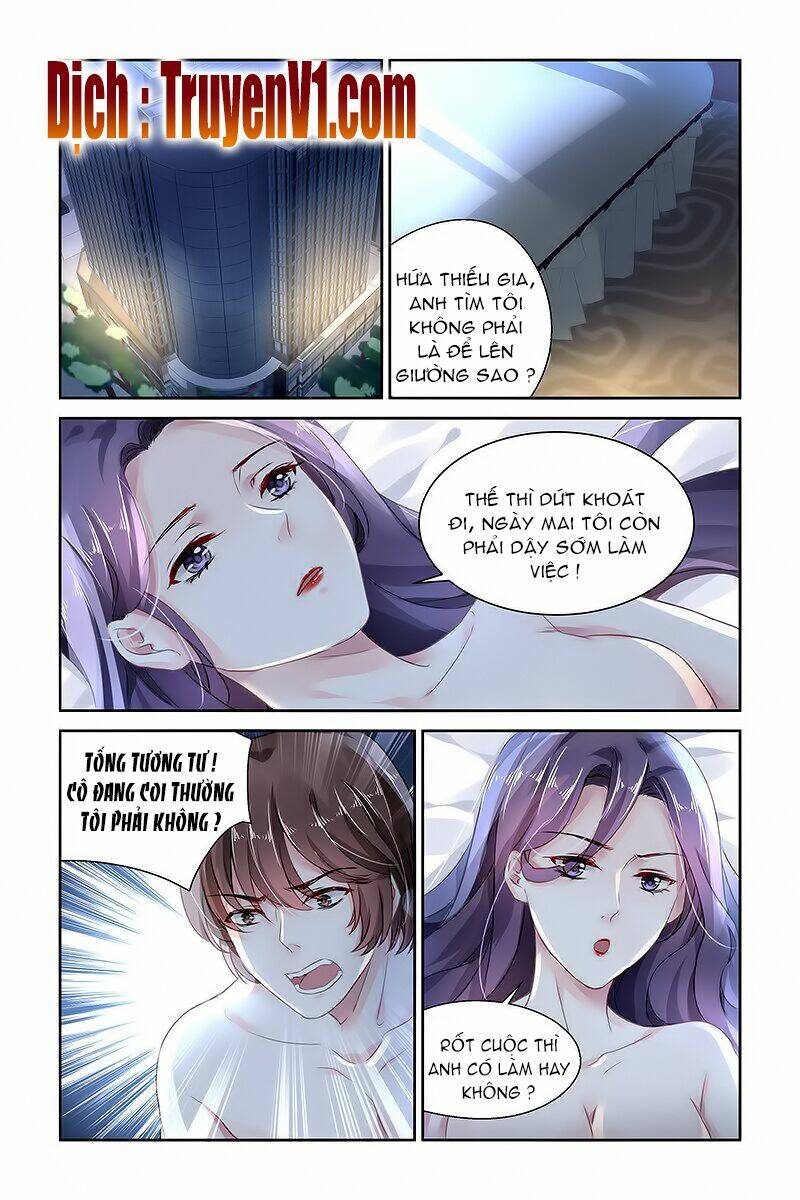 Dịch : TruyenV1.com
HỨA THIẾU GIA,
ANH TÌM TÔI
KHÔNG PHẢI
LÀ ĐỂ LÊN
GIƯỜNG SAO ?
THẾ THÌ DỨT KHOÁT
ĐI, NGÀY MAI TÔI CÒN
PHẢI DẬY SỚM LÀM
VIỆC !
TỐNG TƯƠNG TƯ !
CÔ ĐANG COI THƯỜNG
TÔI PHẢI KHÔNG ?
RỐT CUỘC THÌ
ANH CÓ LÀM HAY
KHÔNG ?